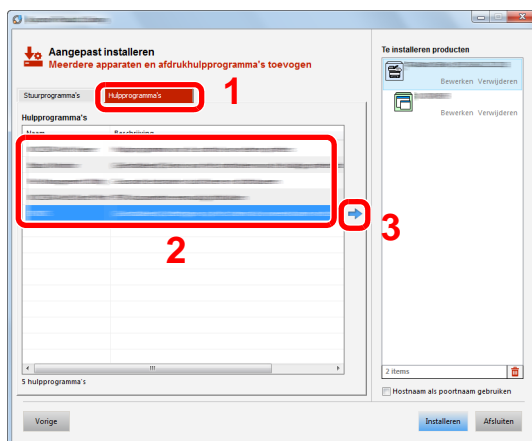 Aangepast installeren
Meerdere apparaten en afdrukhulpprogramma's toevogen
Stuurprogramma's
Hulpprogramma's
1
Hulpprogramma's
Naam
Beschrijving
2
3
5 hulpprogramma's
Te installeren producten
Bewerken Verwijderen
Bewerken Verwijderen
2 items
Hostnaam als poortnaam gebruiken
Vorige
Installeren
Afsluiten